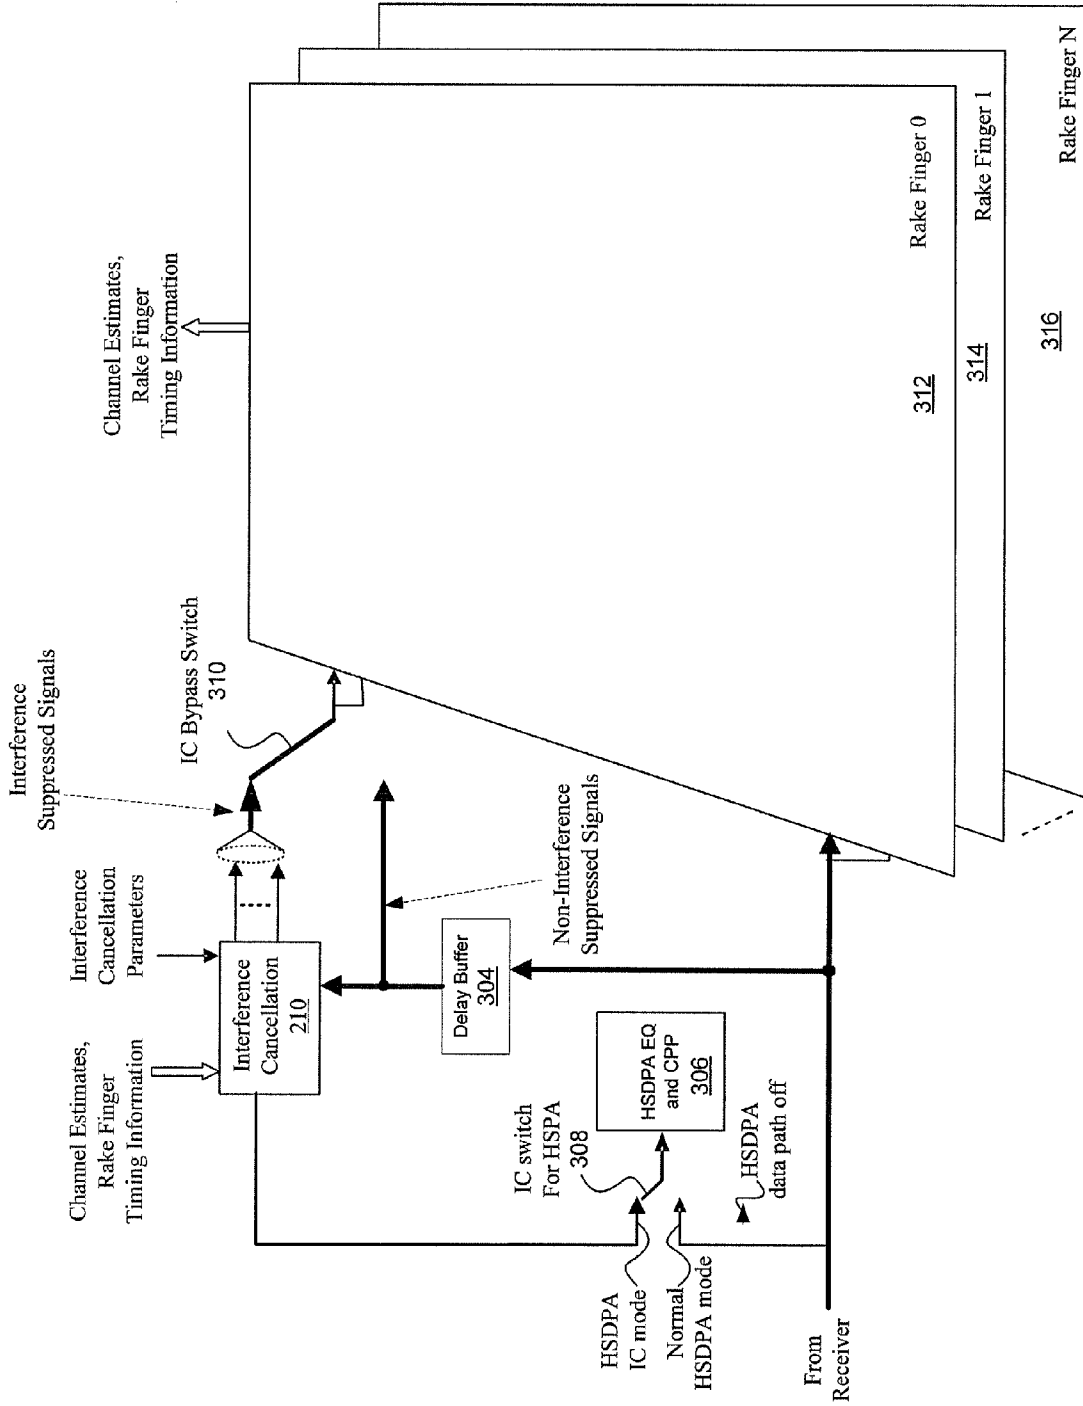 Channel Estimates,
Rake Finger
Timing Information
Interference
Cancellation
Parameters
Interference
Suppressed Signals
Channel Estimates,
Rake Finger
Timing Information
Interference
Cancellation
210
IC Bypass Switch
310
Delay Buffer
304
Non-Interference
Suppressed Signals
HSDPA
IC mode
Normal
HSDPA mode
IC switch
For HSPA
308
HSDPA EQ
and CPP
306
HSDPA
data path off
From
Receiver
Rake Finger 0
312
Rake Finger 1
314
Rake Finger N
316